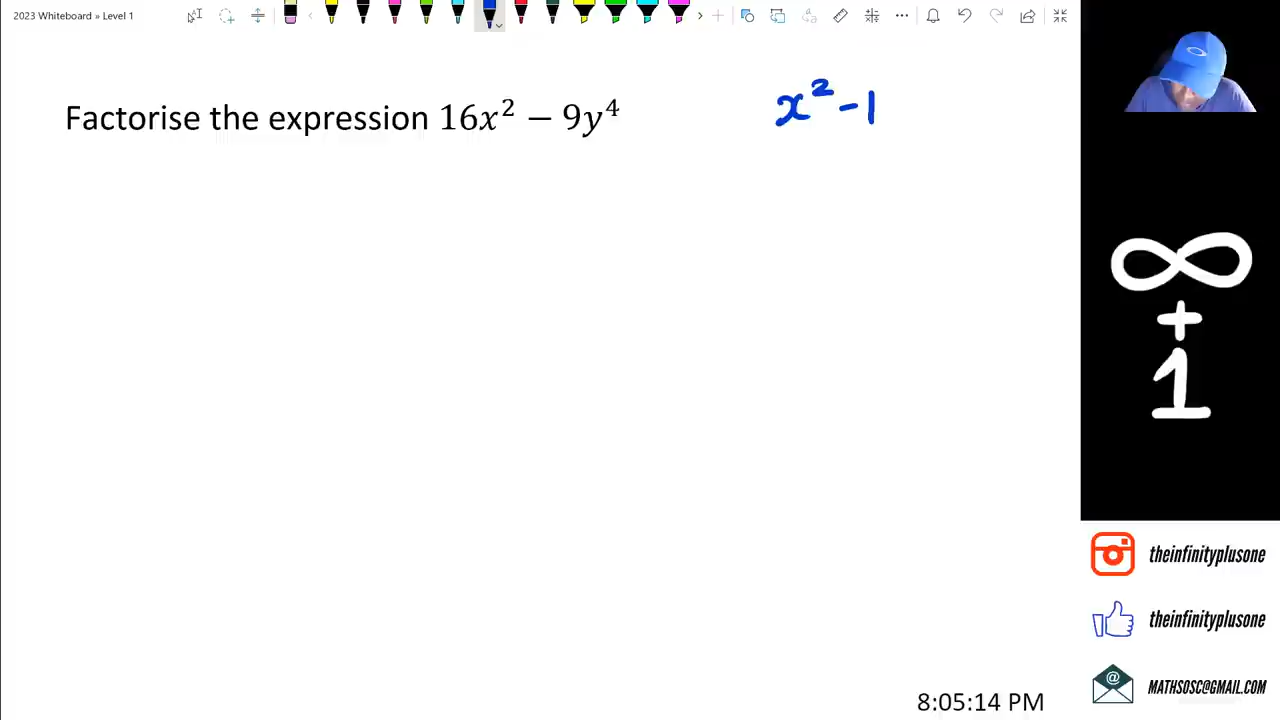 2023 Whiteboard » Level 1
Factorise the expression 16x² − 9y⁴
x² - 1
∞
+
1
theinfinityplusone
theinfinityplusone
MATHSOSC@GMAIL.COM
8:05:14 PM